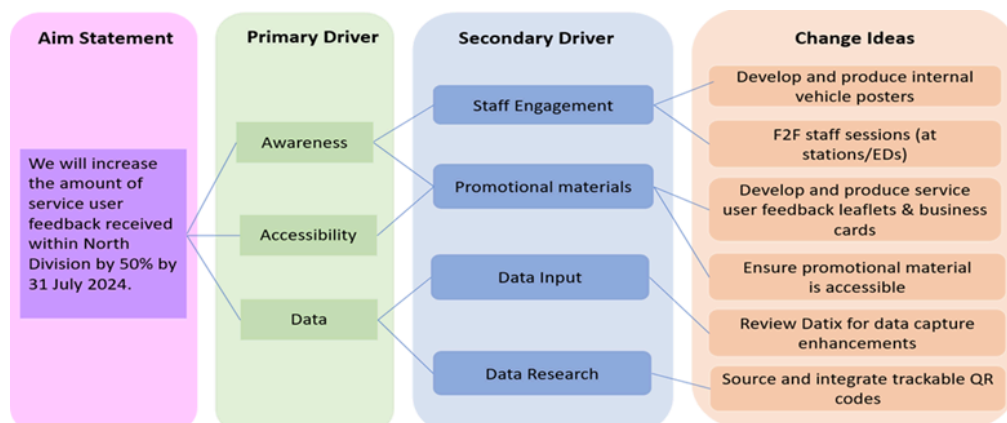 Aim Statement
Primary Driver
Secondary Driver
Change Ideas
We will increase
the amount of
service user
feedback received
within North
Division by 50% by
31 July 2024.
Awareness
Accessibility
Data
Staff Engagement
Promotional materials
Data Input
Data Research
Develop and produce internal
vehicle posters
F2F staff sessions (at
stations/EDs)
Develop and produce service
user feedback leaflets & business
cards
Ensure promotional material
is accessible
Review Datix for data capture
enhancements
Source and integrate trackable QR
codes